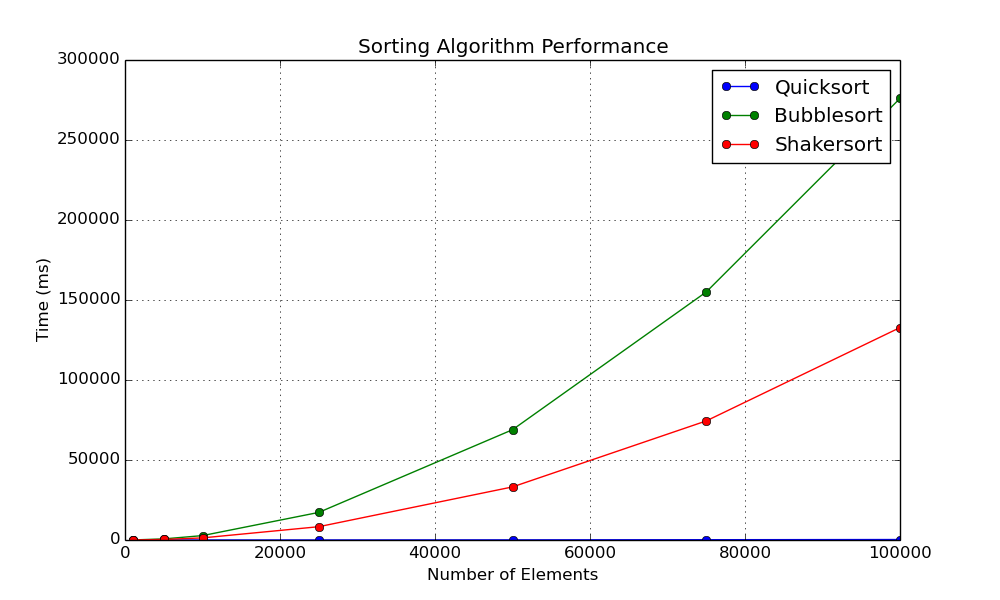 Sorting Algorithm Performance
300000
250000
200000
150000
100000
50000
0
Time (ms)
Quicksort
Bubblesort
Shakersort
0 20000 40000 60000 80000 100000
Number of Elements